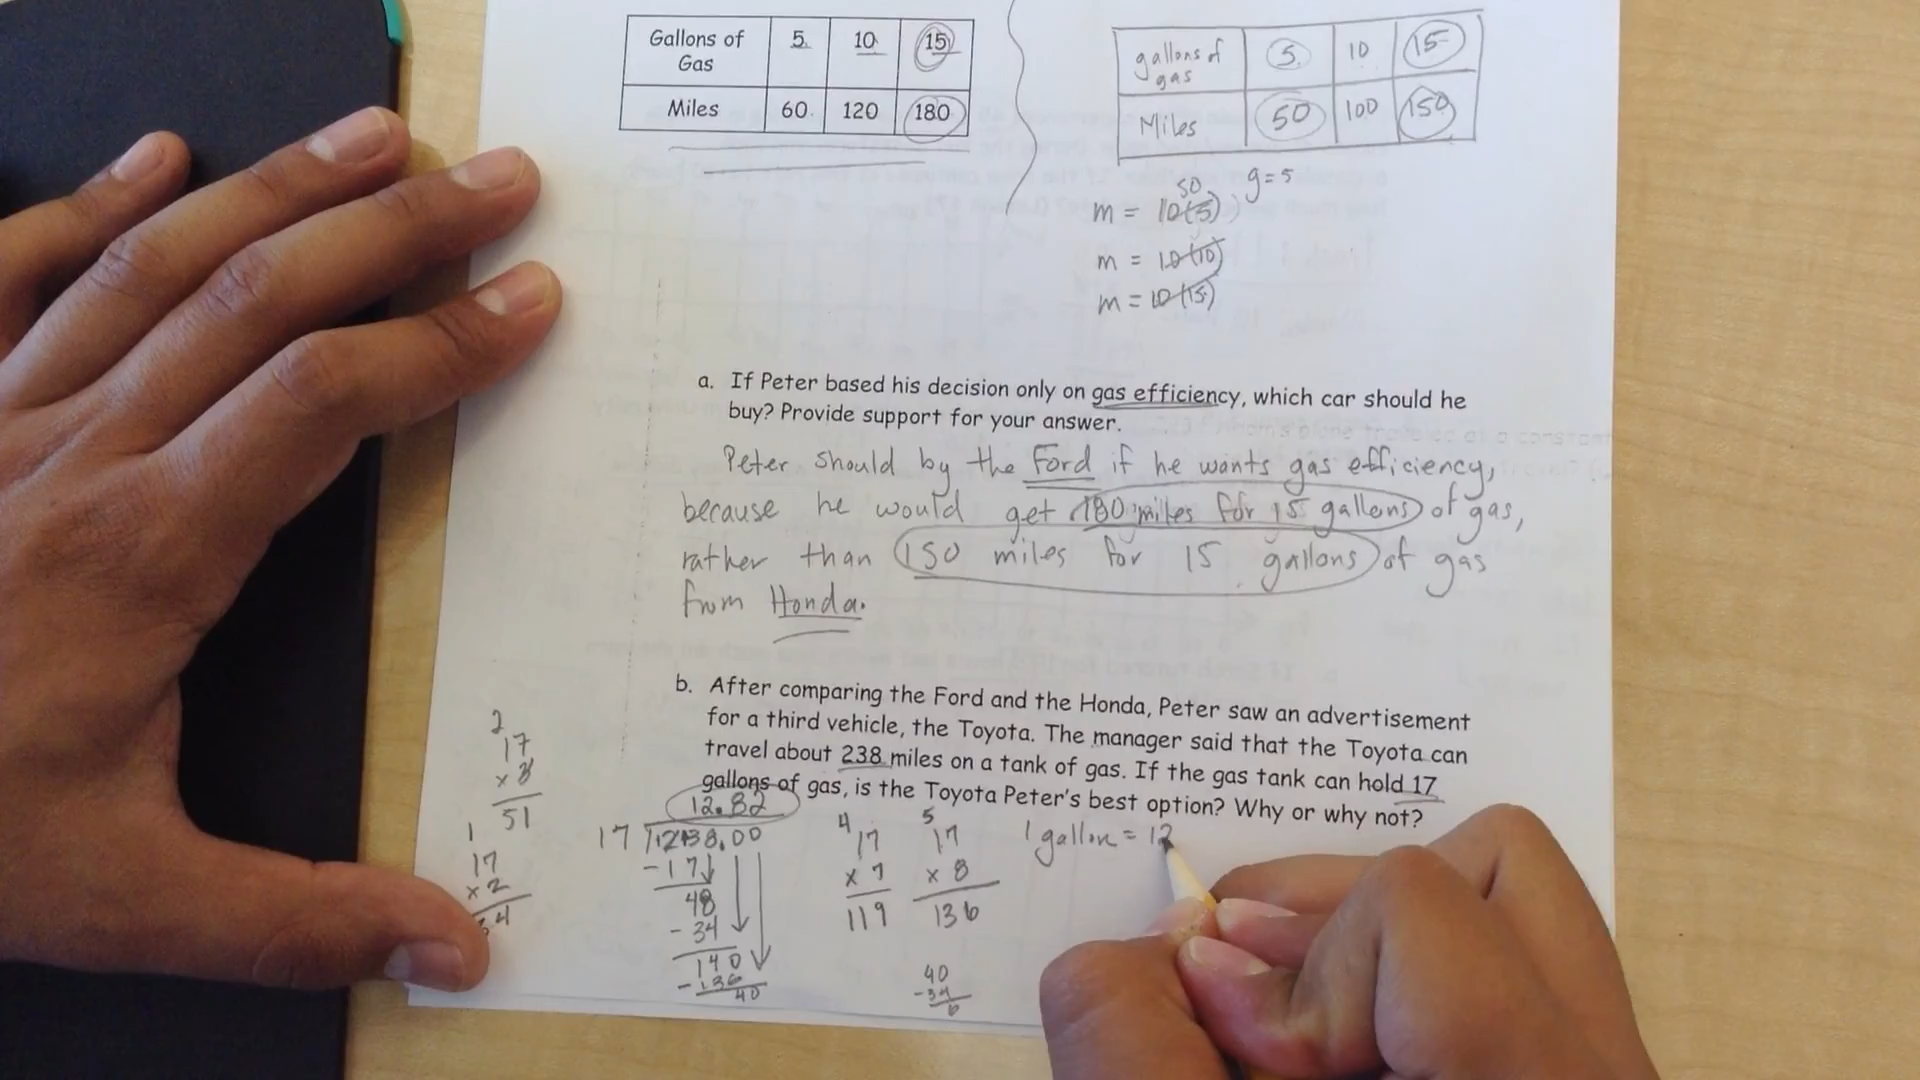 Gallons of Gas 5 10 15
Miles 60 120 180
gallons of gas 5 10 15
Miles 50 100 150
50
m = 10(5) g=5
m = 10(10)
m = 10(15)
a. If Peter based his decision only on gas efficiency, which car should he
buy? Provide support for your answer.
Peter should by the Ford if he wants gas efficiency,
because he would get 180 miles for 15 gallons of gas,
rather than 150 miles for 15 gallons of gas
from Honda.
b. After comparing the Ford and the Honda, Peter saw an advertisement
for a third vehicle, the Toyota. The manager said that the Toyota can
travel about 238 miles on a tank of gas. If the gas tank can hold 17
gallons of gas, is the Toyota Peter's best option? Why or why not?
2
17
x 3
51
1
17
x 2
34
12.82
17
-17
48
-34
140
-136
40
4
17
x 7
119
5
17
x 8
136
40
-34
6
1 gallon = 12